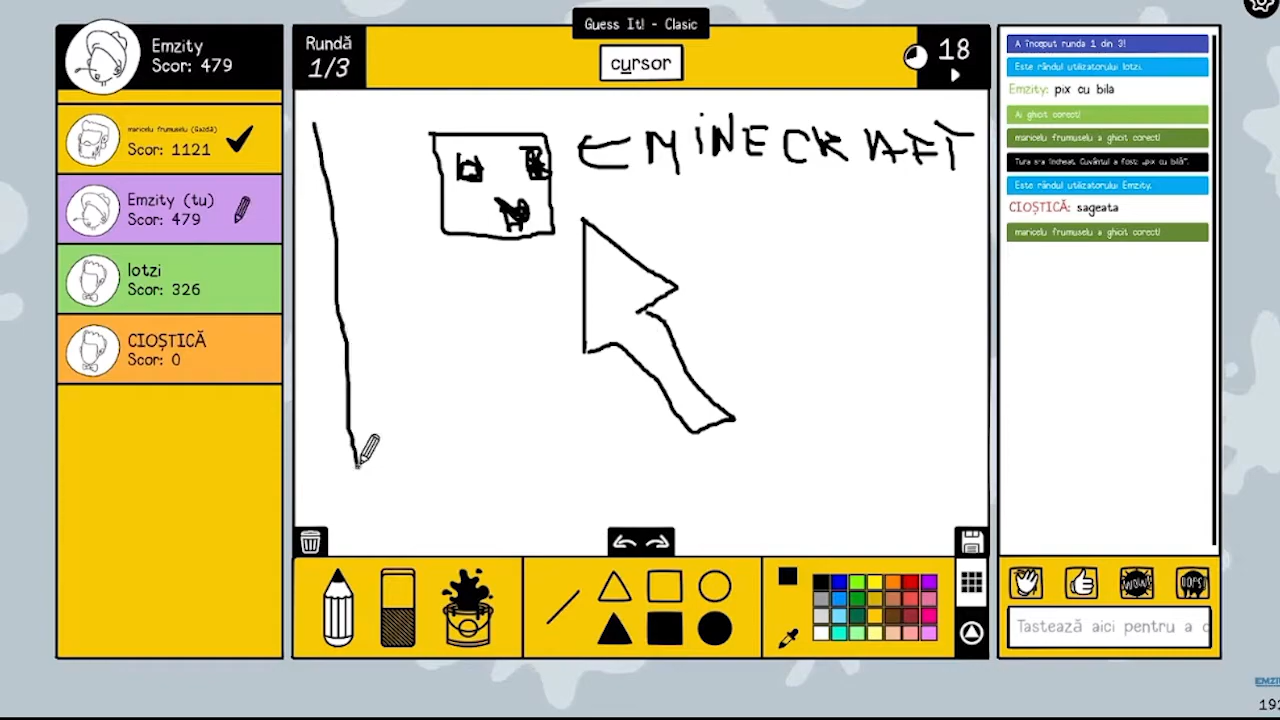 Guess It! - Clasic
Emzity
Scor: 479
Rundă
1/3
cursor
18
maricelu frumuselu (Gazdă)
Scor: 1121
Emzity (tu)
Scor: 479
lotzi
Scor: 326
CIOȘTICĂ
Scor: 0
MINECRAFT
A început runda 1 din 3!
Este rândul utilizatorului lotzi.
Emzity: pix cu bila
Ai ghicit corect!
maricelu frumuselu a ghicit corect!
Tura s-a încheiat. Cuvântul a fost: „pix cu bilă”.
Este rândul utilizatorului Emzity.
CIOȘTICĂ: sageata
maricelu frumuselu a ghicit corect!
WOW!
OOPS
Tastează aici pentru a